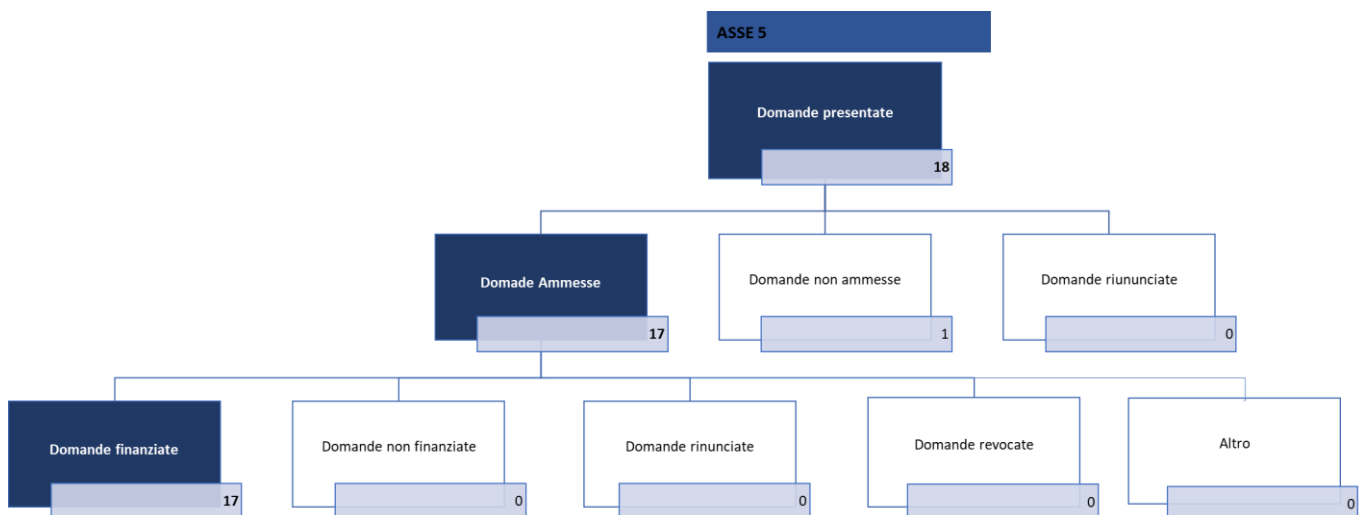 ASSE 5
Domande presentate
18
Domade Ammesse
17
Domande non ammesse
1
Domande riununciate
0
Domande finanziate
17
Domande non finanziate
0
Domande rinunciate
0
Domande revocate
0
Altro
0